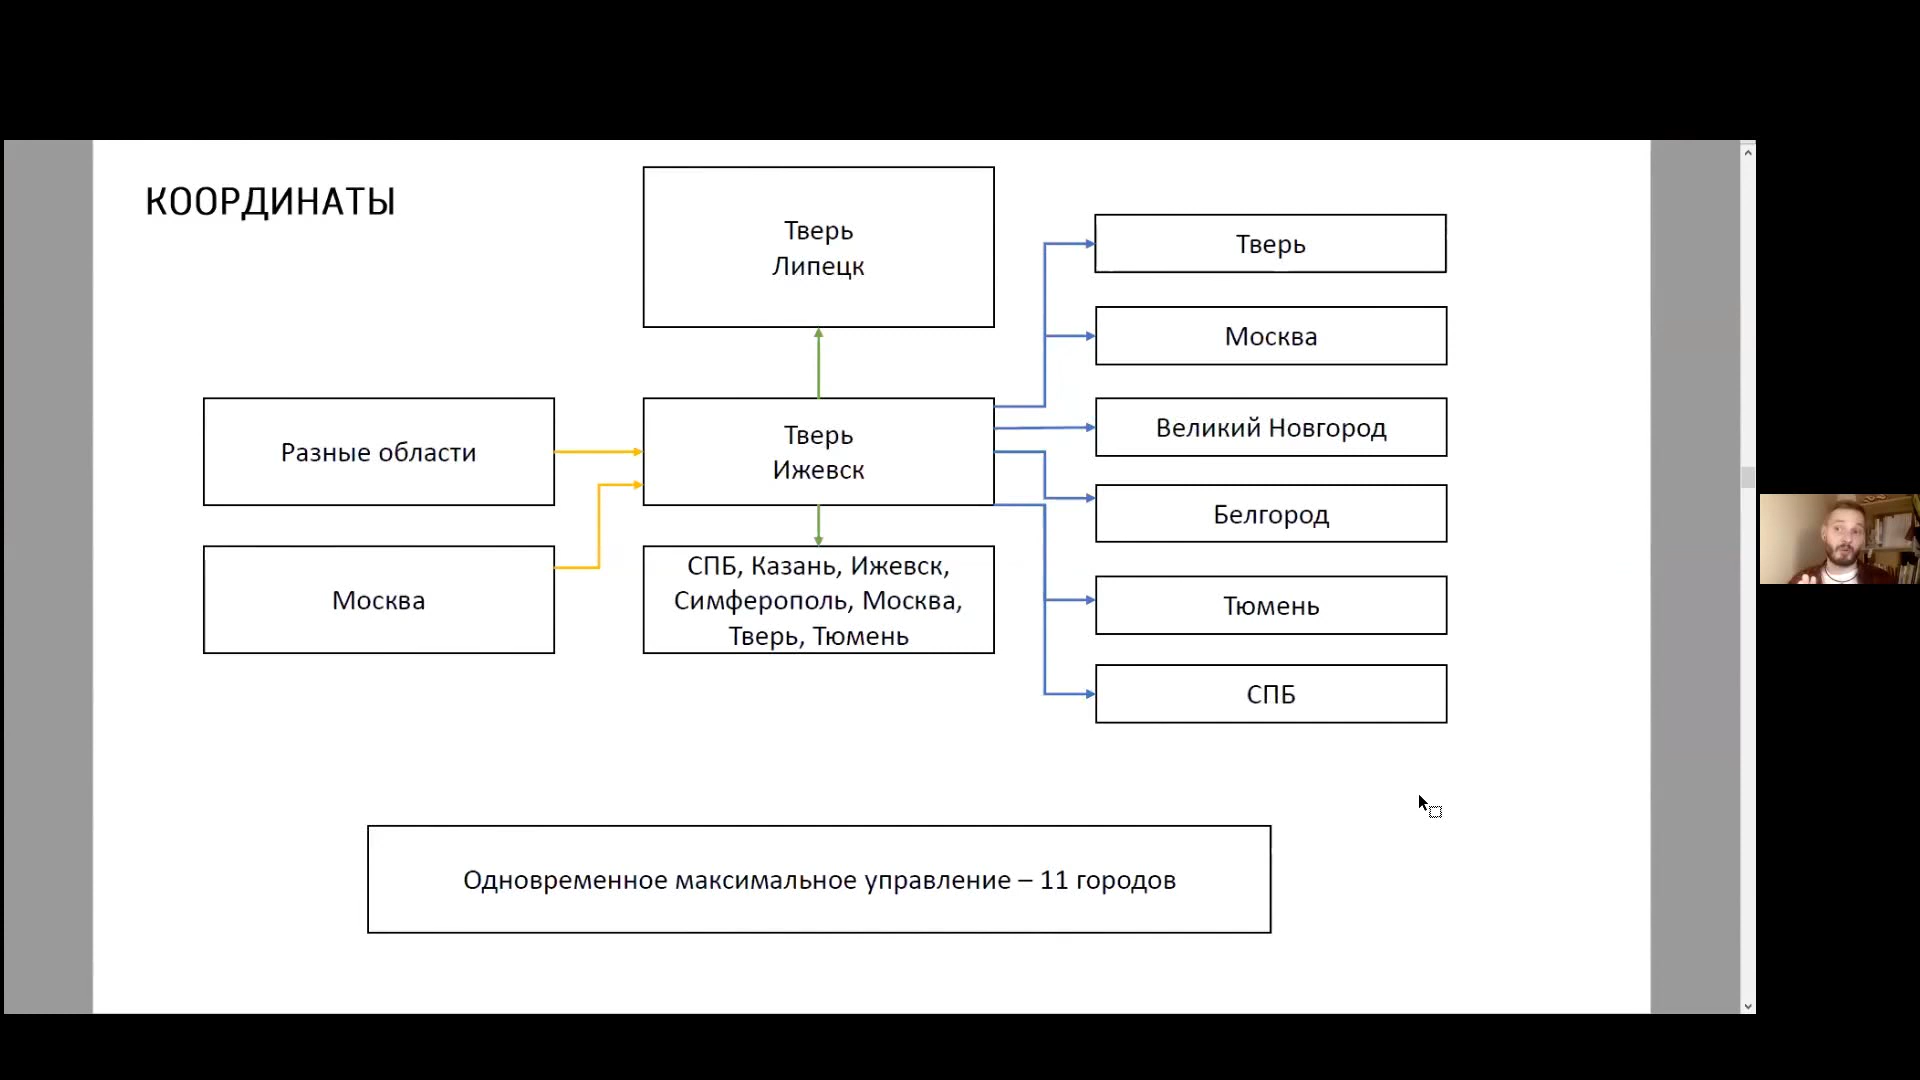 КООРДИНАТЫ
Тверь
Липецк
Разные области
Москва
Тверь
Ижевск
СПБ, Казань, Ижевск,
Симферополь, Москва,
Тверь, Тюмень
Тверь
Москва
Великий Новгород
Белгород
Тюмень
СПБ
Одновременное максимальное управление – 11 городов